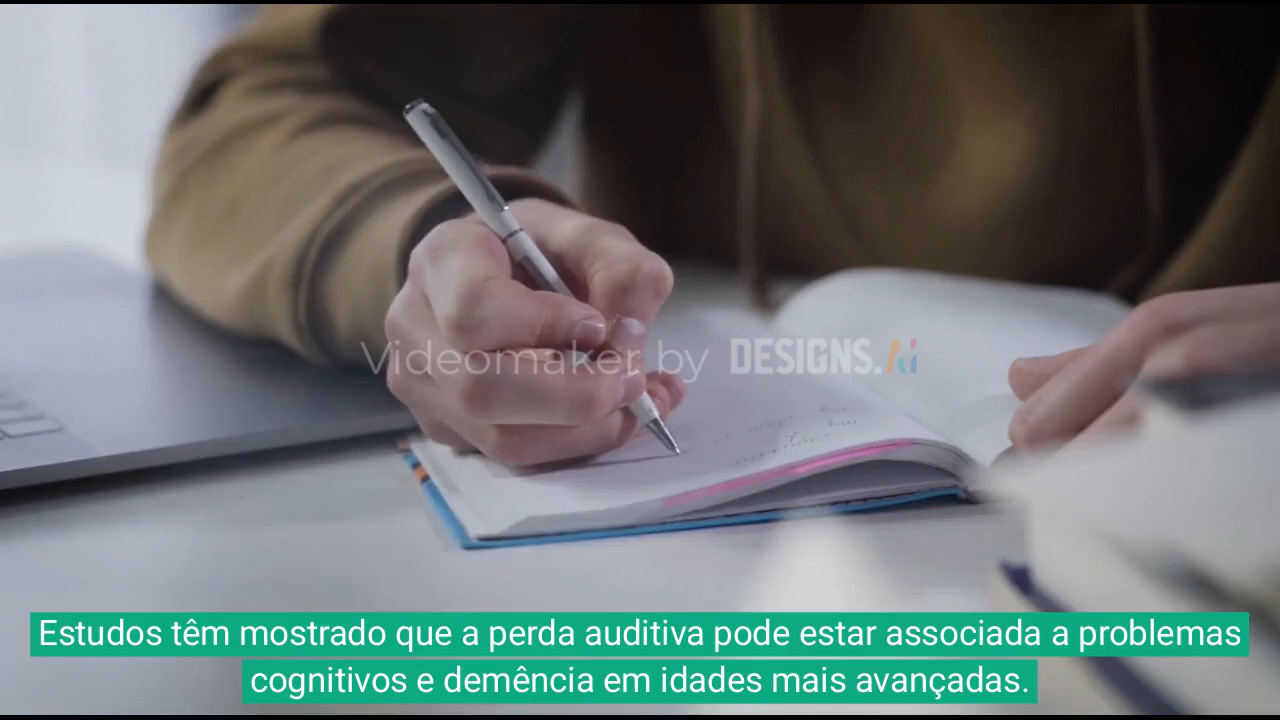 Videomaker by DESIGNS.AI
Estudos têm mostrado que a perda auditiva pode estar associada a problemas
cognitivos e demência em idades mais avançadas.